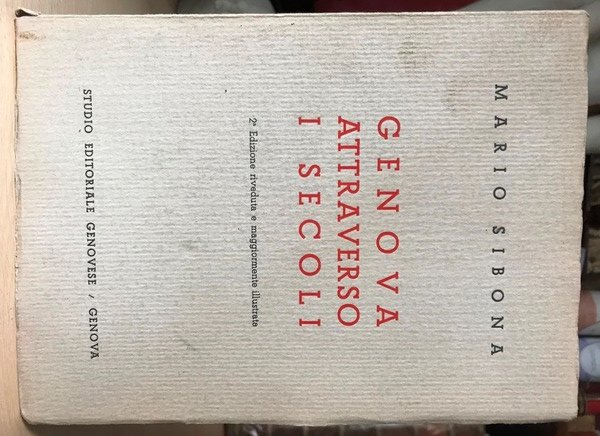 MARIO SIBONA
GENOVA
ATTRAVERSO
I SECOLI
2ª Edizione riveduta e maggiormente illustrata
STUDIO EDITORIALE GENOVESE / GENOVA